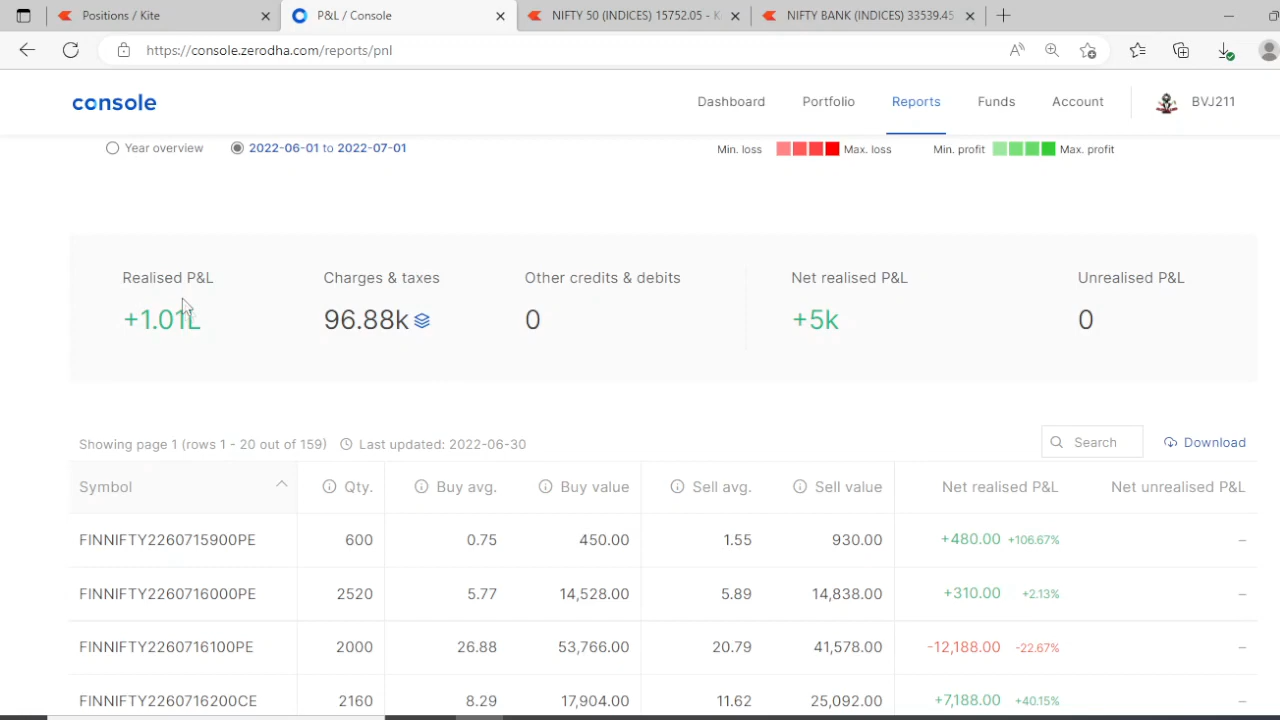 Positions / Kite
P&L / Console
NIFTY 50 (INDICES) 15752.05 - K
NIFTY BANK (INDICES) 33539.45
https://console.zerodha.com/reports/pnl
console
Dashboard
Portfolio
Reports
Funds
Account
BVJ211
Year overview
2022-06-01 to 2022-07-01
Min. loss
Max. loss
Min. profit
Max. profit
Realised P&L
Charges & taxes
Other credits & debits
Net realised P&L
Unrealised P&L
+1.01L
96.88k
0
+5k
0
Showing page 1 (rows 1 - 20 out of 159)
Last updated: 2022-06-30
Search
Download
Symbol Qty. Buy avg. Buy value Sell avg. Sell value Net realised P&L Net unrealised P&L
FINNIFTY2260715900PE 600 0.75 450.00 1.55 930.00 +480.00 +106.67% –
FINNIFTY2260716000PE 2520 5.77 14,528.00 5.89 14,838.00 +310.00 +2.13% –
FINNIFTY2260716100PE 2000 26.88 53,766.00 20.79 41,578.00 -12,188.00 -22.67% –
FINNIFTY2260716200CE 2160 8.29 17,904.00 11.62 25,092.00 +7,188.00 +40.15% –